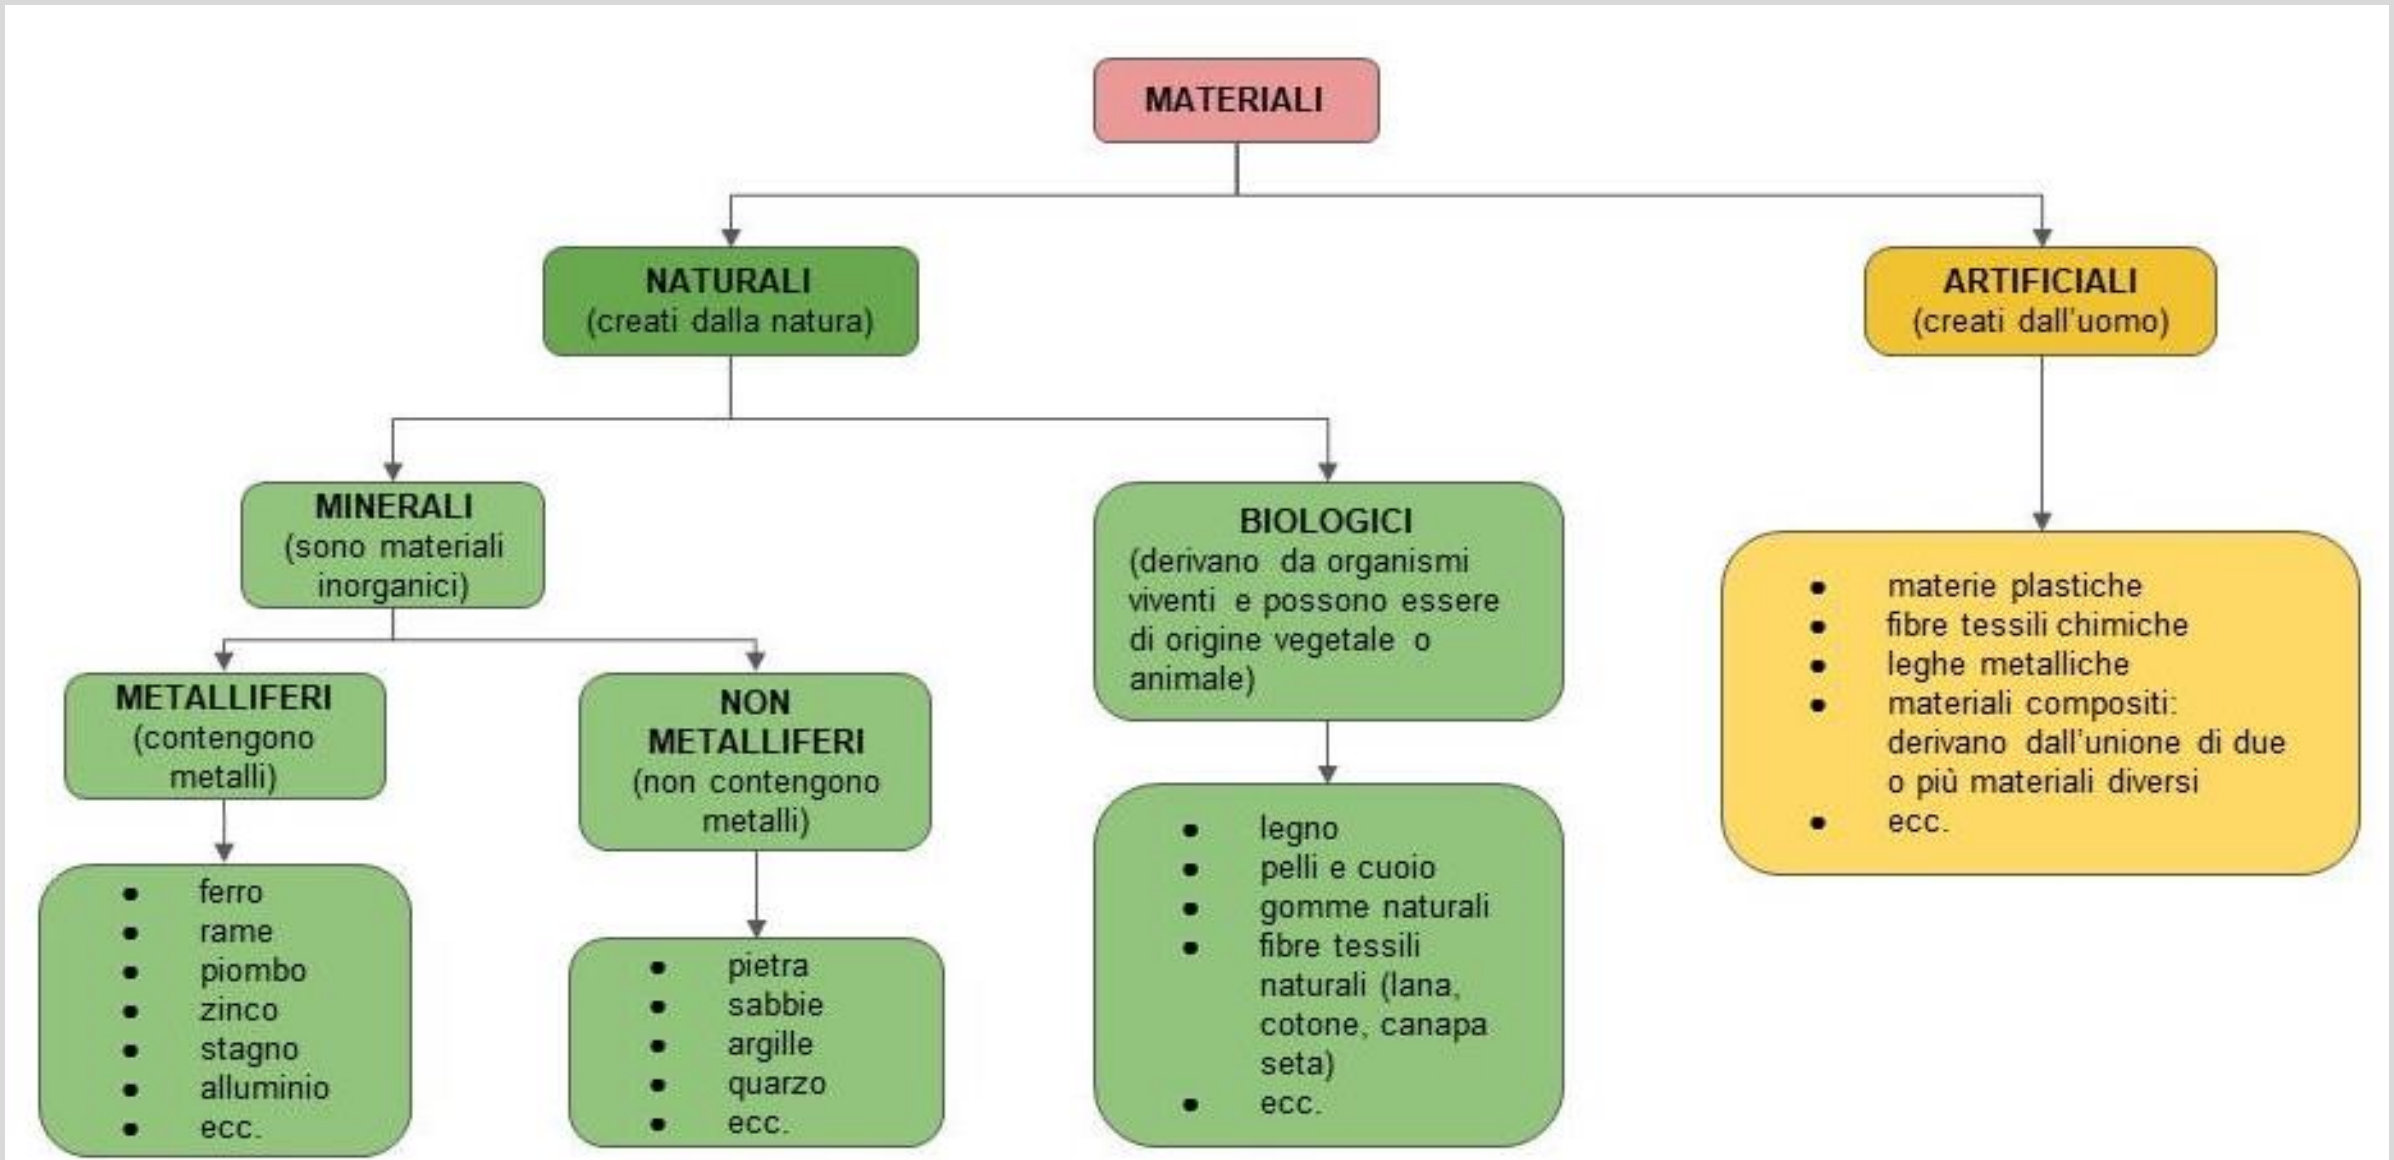 MATERIALI
NATURALI
(creati dalla natura)
ARTIFICIALI
(creati dall'uomo)
MINERALI
(sono materiali
inorganici)
BIOLOGICI
(derivano da organismi
viventi e possono essere
di origine vegetale o
animale)
METALLIFERI
(contengono
metalli)
NON
METALLIFERI
(non contengono
metalli)
● ferro
● rame
● piombo
● zinco
● stagno
● alluminio
● ecc.
● pietra
● sabbie
● argille
● quarzo
● ecc.
● legno
● pelli e cuoio
● gomme naturali
● fibre tessili
naturali (lana,
cotone, canapa
seta)
● ecc.
● materie plastiche
● fibre tessili chimiche
● leghe metalliche
● materiali compositi:
derivano dall'unione di due
o più materiali diversi
● ecc.